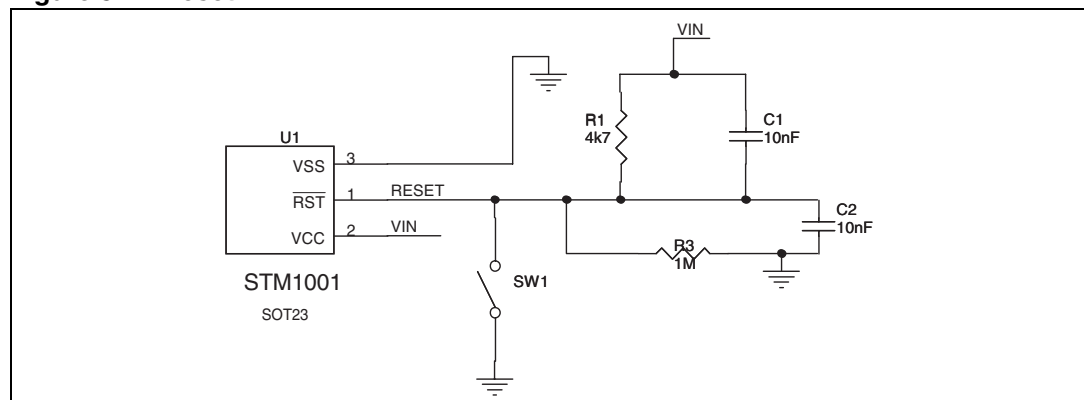 VIN
R1
4k7
C1
10nF
U1
VSS
3
RST
1
RESET
VCC
2
VIN
C2
10nF
R3
1M
SW1
STM1001
SOT23